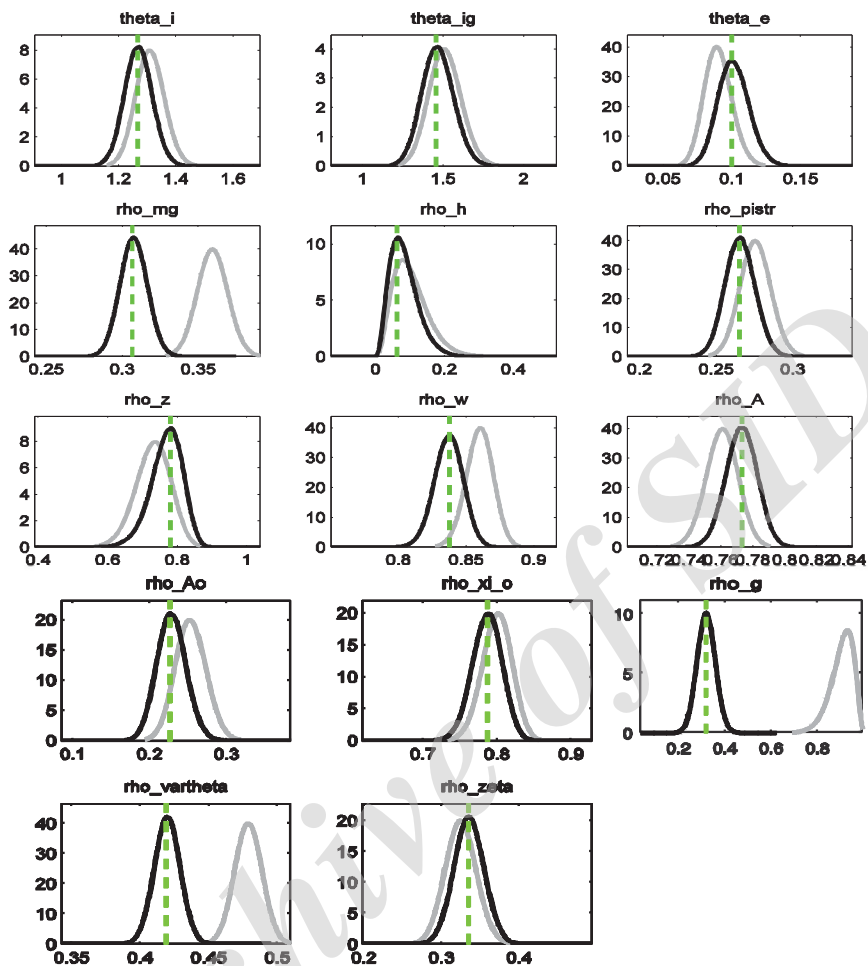 theta_i theta_ig theta_e
8 4 40
6 3 30
4 2 20
2 1 10
0 0 0
1 1.2 1.4 1.6 1 1.5 2 0.05 0.1 0.15
rho_mg rho_h rho_pistr
40 10 40
30 30
20 5 20
10 10
0 0 0
0.25 0.3 0.35 0 0.2 0.4 0.2 0.25 0.3
rho_z rho_w rho_A
8 40 40
6 30 30
4 20 20
2 10 10
0 0 0
0.4 0.6 0.8 1 0.8 0.85 0.9 0.72 0.74 0.76 0.78 0.8 0.82 0.84
rho_Ao rho_xi_o rho_g
20 20 10
15 15
10 10 5
5 5
0 0 0
0.1 0.2 0.3 0.7 0.8 0.9 0.2 0.4 0.6 0.8
rho_vartheta rho_zeta
40 20
30 15
20 10
10 5
0 0
0.35 0.4 0.45 0.5 0.2 0.3 0.4
hive of SID